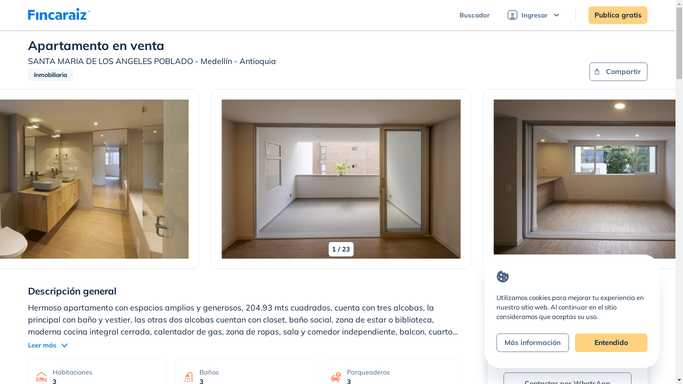 Fincaraiz
Buscador
Ingresar
Publica gratis
Apartamento en venta
SANTA MARIA DE LOS ANGELES POBLADO - Medellín - Antioquia
Inmobiliaria
Compartir
1 / 23
Descripción general
Hermoso apartamento con espacios amplios y generosos, 204.93 mts cuadrados, cuenta con tres alcobas, la
principal con baño y vestier, las otras dos alcobas cuentan con closet, baño social, zona de estar o biblioteca,
moderna cocina integral cerrada, calentador de gas, zona de ropas, sala y comedor independiente, balcon, cuarto...
Leer más
Habitaciones
3
Baños
3
Parqueaderos
3
Utilizamos cookies para mejorar tu experiencia en
nuestro sitio web. Al continuar en el sitio
consideramos que aceptas su uso.
Más información
Entendido
Contactar por WhatsApp